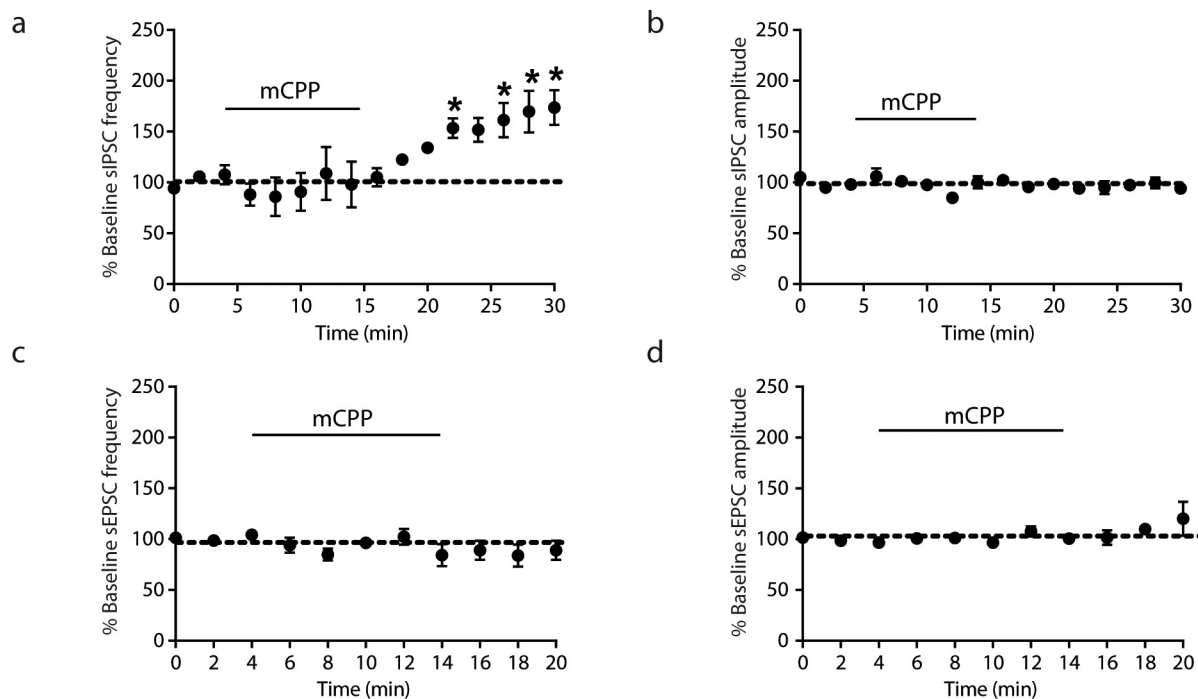 a
% Baseline sIPSC frequency
250
200
150
100
50
0
mCPP
* * * *
0 5 10 15 20 25 30
Time (min)
b
% Baseline sIPSC amplitude
250
200
150
100
50
0
mCPP
0 5 10 15 20 25 30
Time (min)
c
% Baseline sEPSC frequency
250
200
150
100
50
0
mCPP
0 2 4 6 8 10 12 14 16 18 20
Time (min)
d
% Baseline sEPSC amplitude
250
200
150
100
50
0
mCPP
0 2 4 6 8 10 12 14 16 18 20
Time (min)